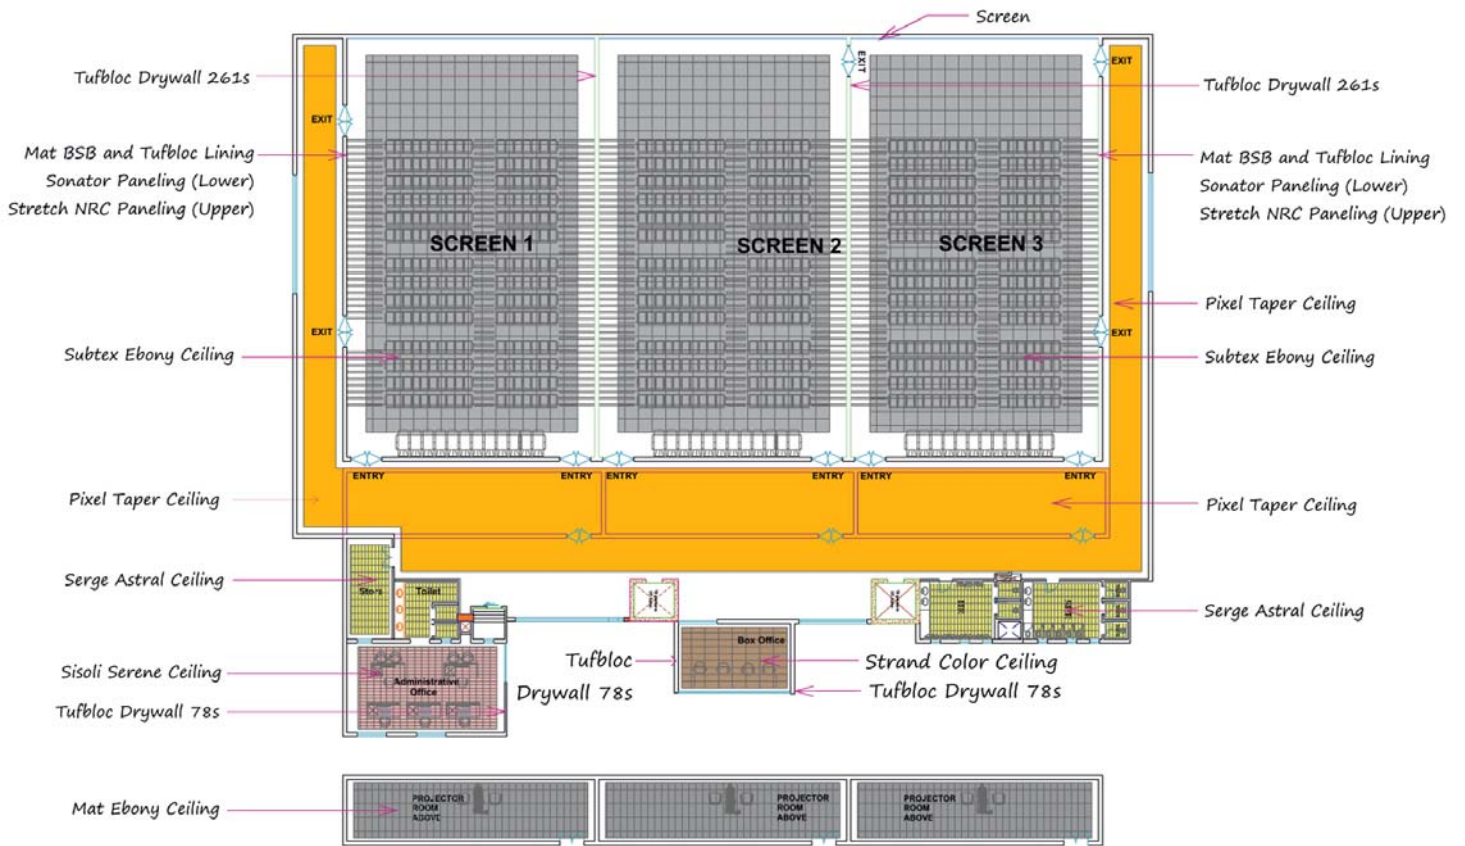 Screen
Tufbloc Drywall 261s
EXIT
EXIT
Tufbloc Drywall 261s
EXIT
Mat BSB and Tufbloc Lining
Sonator Paneling (Lower)
Stretch NRC Paneling (Upper)
Mat BSB and Tufbloc Lining
Sonator Paneling (Lower)
Stretch NRC Paneling (Upper)
SCREEN 1
SCREEN 2
SCREEN 3
Pixel Taper Ceiling
EXIT
EXIT
Subtex Ebony Ceiling
Subtex Ebony Ceiling
ENTRY
ENTRY
ENTRY
ENTRY
ENTRY
ENTRY
Pixel Taper Ceiling
Pixel Taper Ceiling
Serge Astral Ceiling
Stors
Toilet
Serge Astral Ceiling
Box Office
Tufbloc
Drywall 78s
Strand Color Ceiling
Tufbloc Drywall 78s
Sisoli Serene Ceiling
Administrative
Office
Tufbloc Drywall 78s
Mat Ebony Ceiling
PROJECTOR
ROOM
ABOVE
PROJECTOR
ROOM
ABOVE
PROJECTOR
ROOM
ABOVE